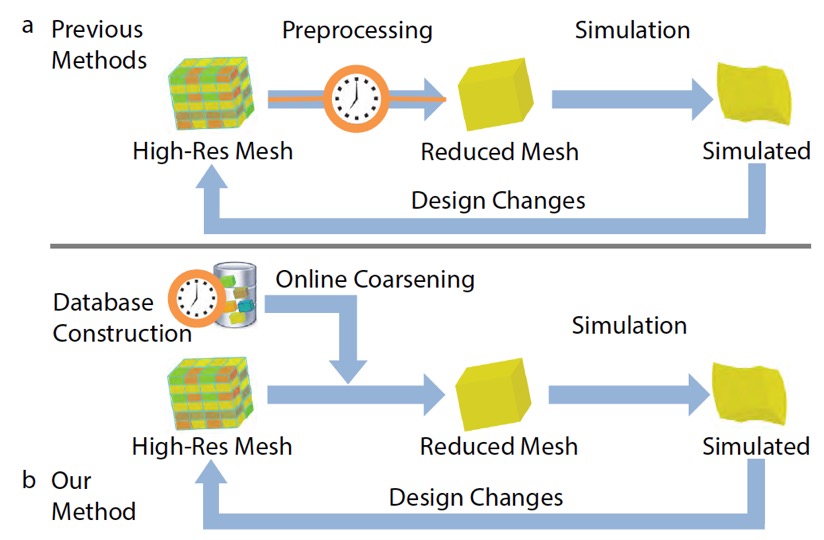 a Previous Methods
Preprocessing
Simulation
High-Res Mesh
Reduced Mesh
Simulated
Design Changes
Database Construction
Online Coarsening
Simulation
High-Res Mesh
Reduced Mesh
Simulated
b Our Method
Design Changes